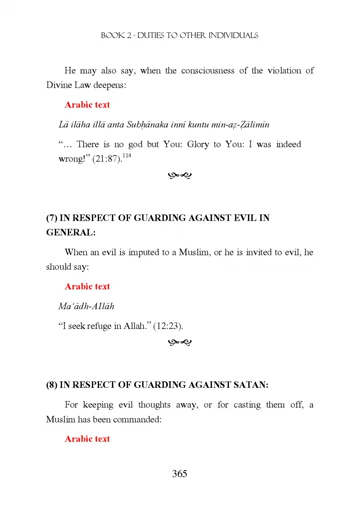 BOOK 2 - DUTIES TO OTHER INDIVIDUALS
He may also say, when the consciousness of the violation of
Divine Law deepens:
Arabic text
Lā ilāha illā anta Subḥānaka innī kuntu min-aẓ-Ẓālimīn
“… There is no god but You: Glory to You: I was indeed
wrong!” (21:87).114
(7) IN RESPECT OF GUARDING AGAINST EVIL IN
GENERAL:
When an evil is imputed to a Muslim, or he is invited to evil, he
should say:
Arabic text
Ma‘ādh-Allāh
“I seek refuge in Allah.” (12:23).
(8) IN RESPECT OF GUARDING AGAINST SATAN:
For keeping evil thoughts away, or for casting them off, a
Muslim has been commanded:
Arabic text
365